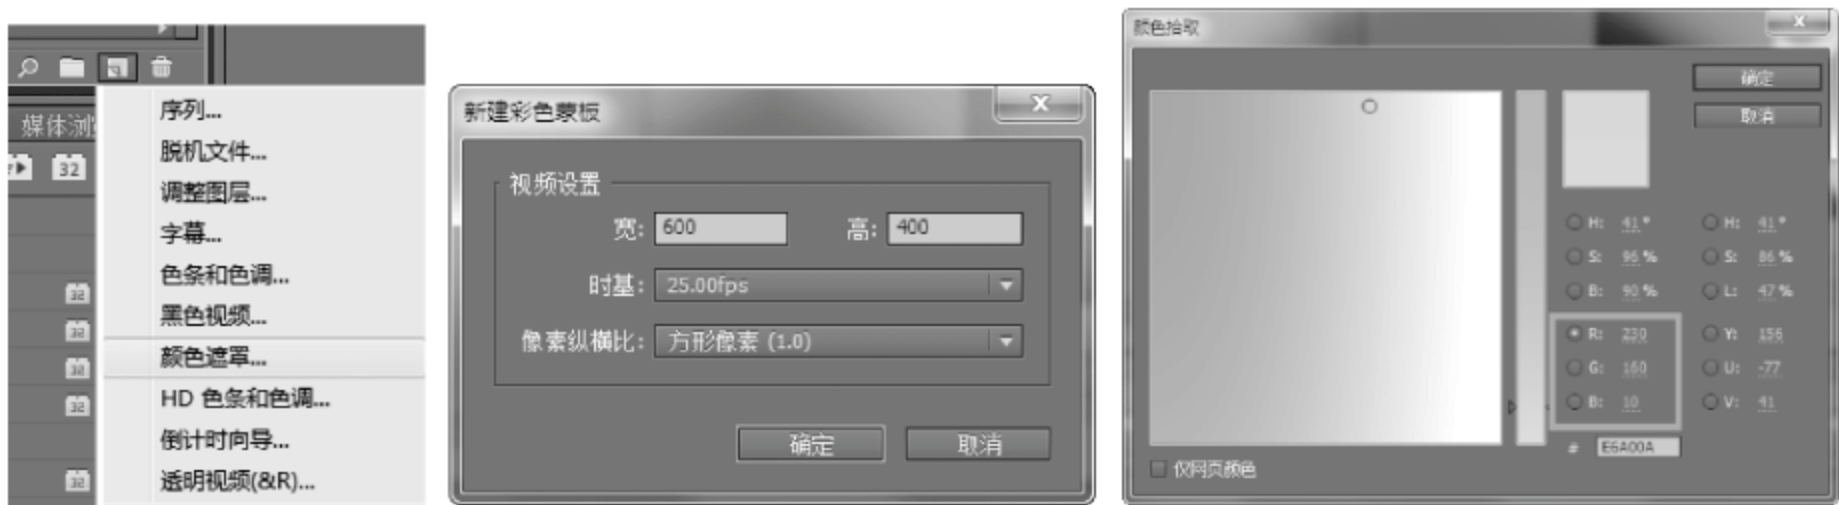 媒体浏
32
序列...
脱机文件...
调整图层...
字幕...
色条和色调...
黑色视频...
颜色遮罩...
HD 色条和色调...
倒计时向导...
透明视频(&R)...
32
32
32
32
32
新建彩色蒙板
X
视频设置
宽: 600 高: 400
时基: 25.00fps
像素纵横比: 方形像素 (1.0)
确定 取消
颜色拾取
X
确定
取消
H: 41° H: 41°
S: 96 % S: 86 %
B: 90 % L: 47 %
R: 230 Y: 156
G: 160 U: -77
B: 10 V: 41
# E6A00A
仅网页颜色